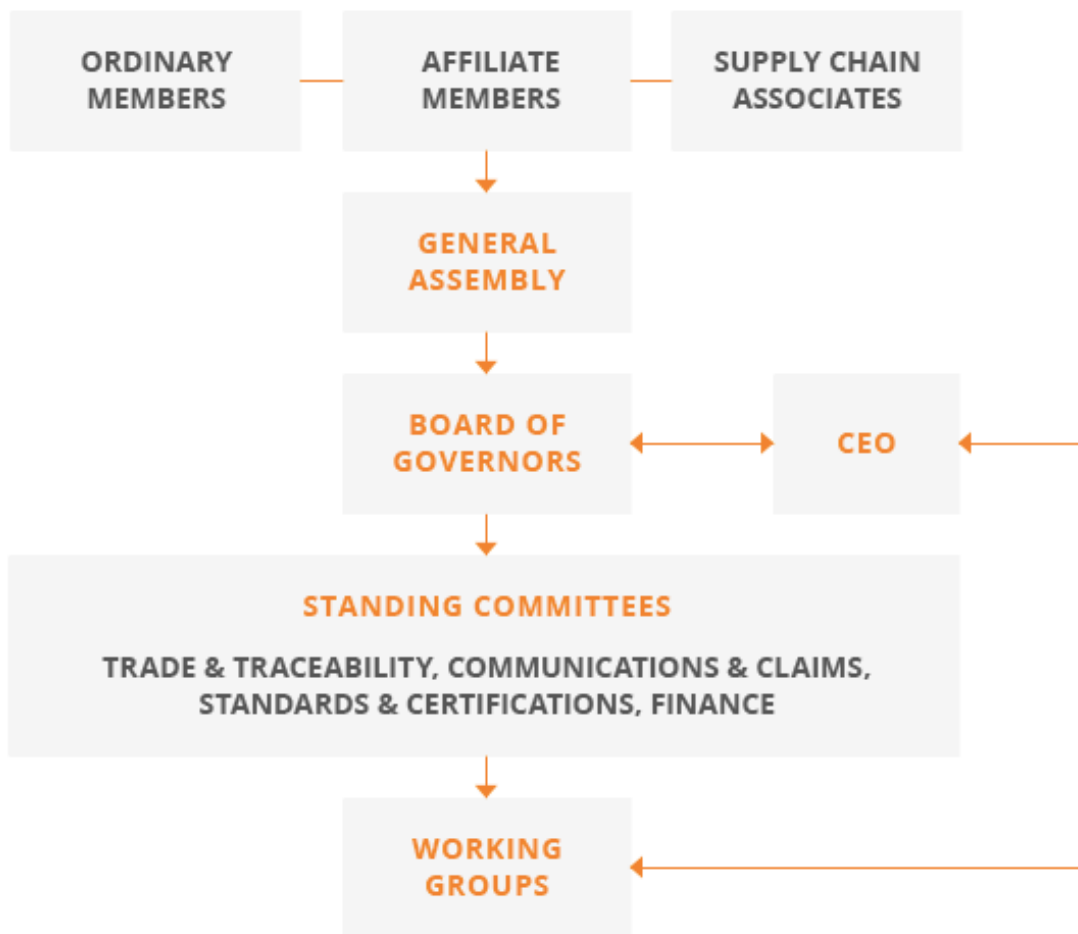 ORDINARY
MEMBERS
AFFILIATE
MEMBERS
SUPPLY CHAIN
ASSOCIATES
GENERAL
ASSEMBLY
BOARD OF
GOVERNORS
CEO
STANDING COMMITTEES
TRADE & TRACEABILITY, COMMUNICATIONS & CLAIMS,
STANDARDS & CERTIFICATIONS, FINANCE
WORKING
GROUPS